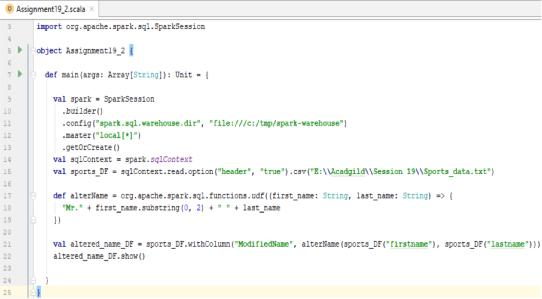 Assignment19_2.scala ×
3 import org.apache.spark.sql.SparkSession
4
5 object Assignment19_2 {
6
7 def main(args: Array[String]): Unit = {
8
9 val spark = SparkSession
10 .builder()
11 .config("spark.sql.warehouse.dir", "file:///c:/tmp/spark-warehouse")
12 .master("local[*]")
13 .getOrCreate()
14 val sqlContext = spark.sqlContext
15 val sports_DF = sqlContext.read.option("header", "true").csv("E:\\Acadgild\\Session 19\\Sports_data.txt")
16
17 def alterName = org.apache.spark.sql.functions.udf((first_name: String, last_name: String) => {
18 "Mr." + first_name.substring(0, 2) + " " + last_name
19 })
20
21 val altered_name_DF = sports_DF.withColumn("ModifiedName", alterName(sports_DF("firstname"), sports_DF("lastname")))
22 altered_name_DF.show()
23
24 }
25 }